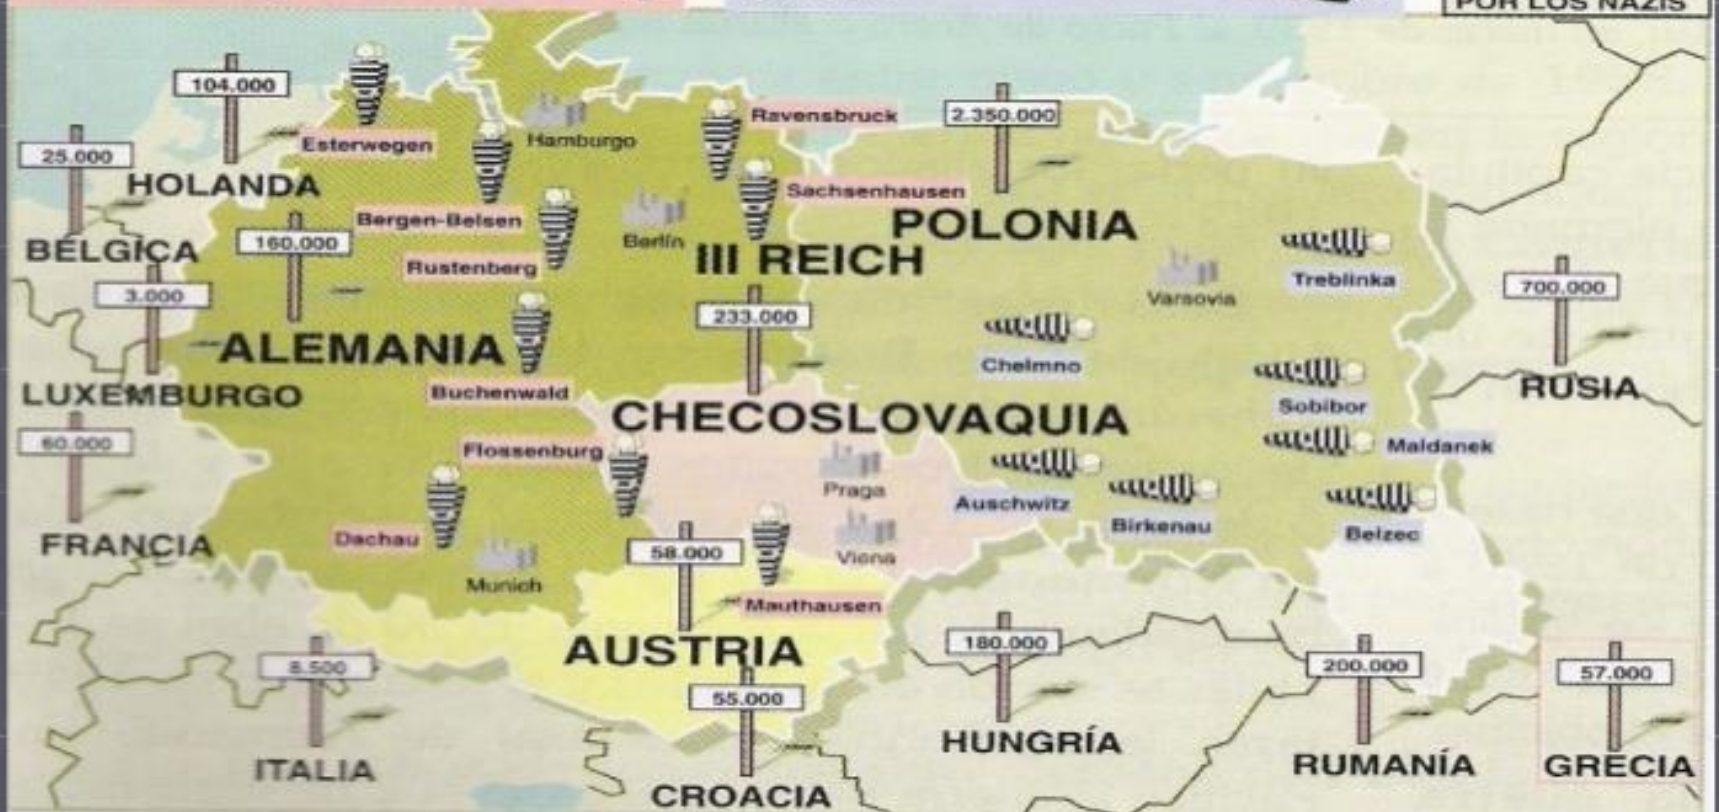 POR LOS NAZIS
104.000
HOLANDA
25.000
BÉLGICA
3.000
LUXEMBURGO
60.000
FRANCIA
160.000
ALEMANIA
Esterwegen
Hamburgo
Bergen-Belsen
Rustenberg
Berlín
Buchenwald
Flossenburg
Dachau
Munich
Ravensbruck
Sachsenhausen
III REICH
233.000
CHECOSLOVAQUIA
Praga
Viena
2.350.000
POLONIA
Varsovia
Treblinka
Chelmno
Sobibor
Maldanek
Auschwitz
Birkenau
Belzec
700.000
RUSIA
58.000
Mauthausen
AUSTRIA
8.500
ITALIA
55.000
CROACIA
180.000
HUNGRÍA
200.000
RUMANÍA
57.000
GRECIA